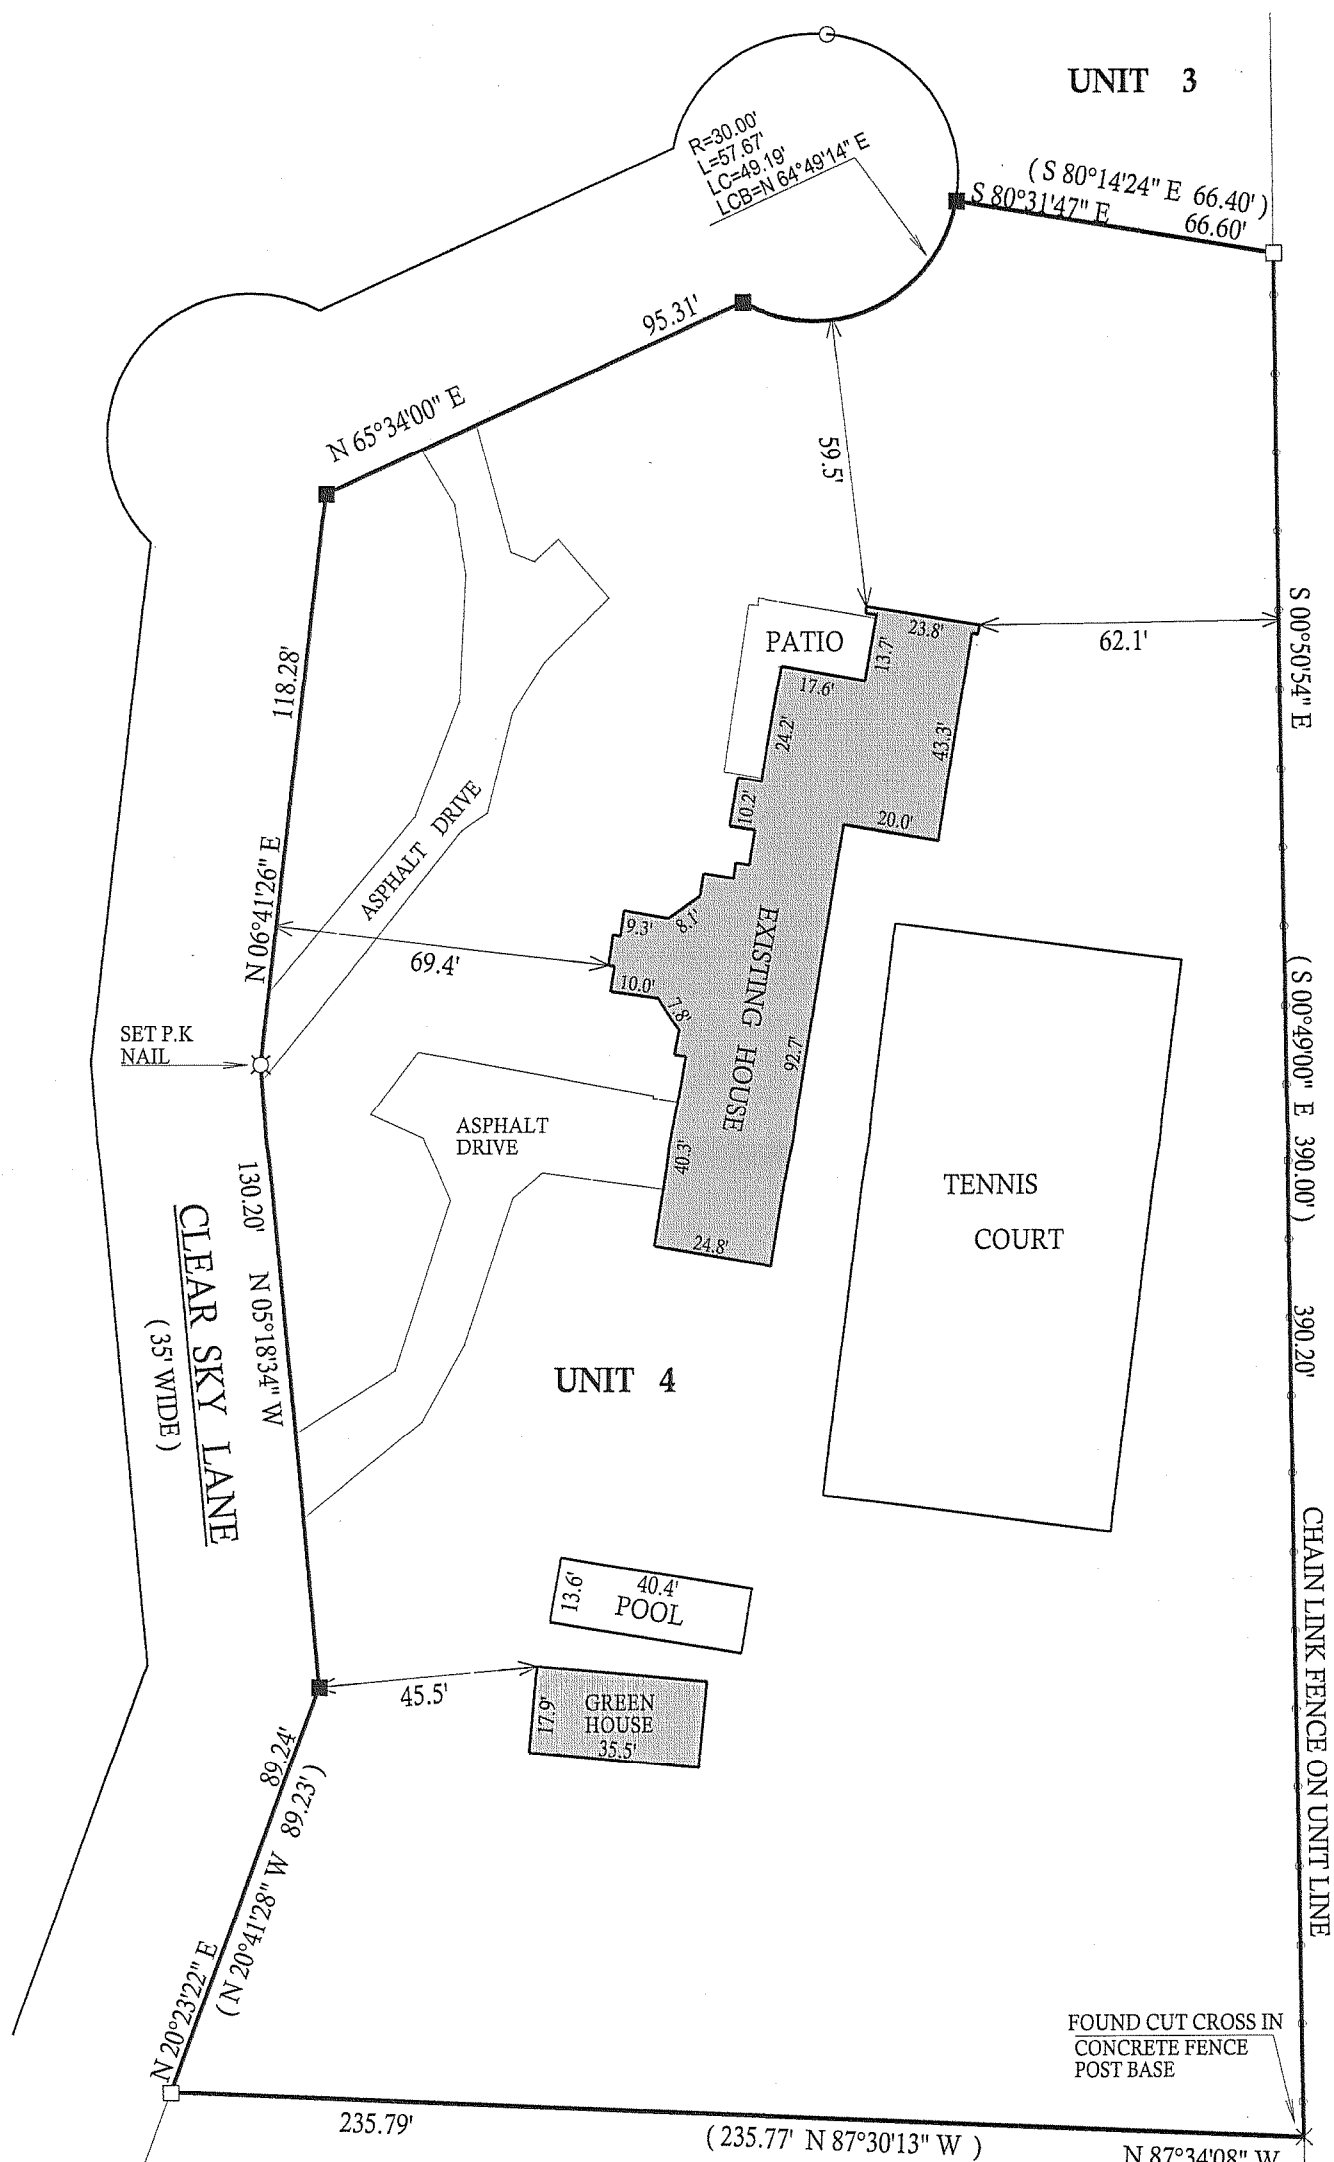 UNIT 3
R=30.00'
L=57.67'
LC=49.19'
LCB=N 64°49'14" E
( S 80°14'24" E 66.40' )
S 80°31'47" E 66.60'
95.31'
N 65°34'00" E
59.5'
S 00°50'54" E
PATIO
23.8'
62.1'
13.7'
17.6'
118.28'
24.2'
43.3'
10.2'
20.0'
ASPHALT DRIVE
N 06°41'26" E
9.3'
8.1'
EXISTING HOUSE
69.4'
10.0'
7.8'
( S 00°49'00" E 390.00' )
SET P.K
NAIL
92.7'
ASPHALT
DRIVE
40.3'
TENNIS
COURT
130.20' N 05°18'34" W
24.8'
CLEAR SKY LANE
( 35' WIDE )
390.20'
UNIT 4
CHAIN LINK FENCE ON UNIT LINE
13.6'
40.4'
POOL
45.5'
17.9'
GREEN
HOUSE
35.5'
89.24'
( N 20°41'28" W 89.23' )
N 20°23'22" E
FOUND CUT CROSS IN
CONCRETE FENCE
POST BASE
235.79'
( 235.77' N 87°30'13" W )
N 87°34'08" W